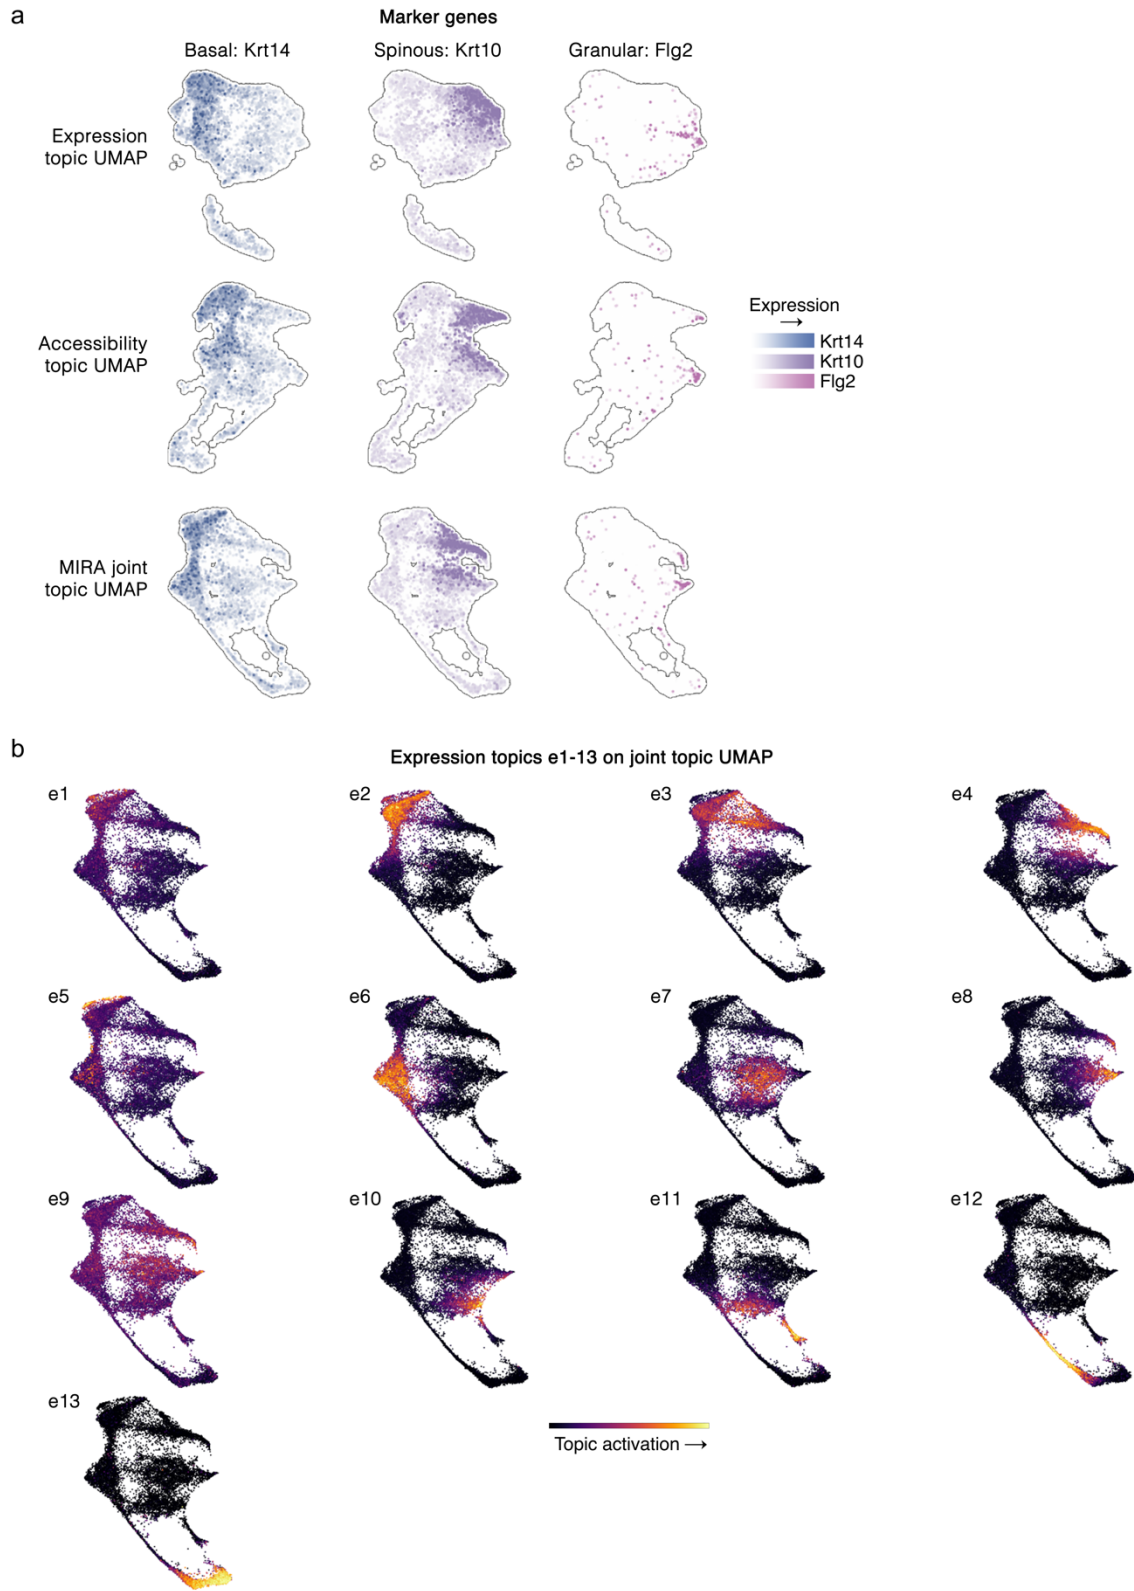 a
Marker genes
Basal: Krt14
Spinous: Krt10
Granular: Flg2
Expression
topic UMAP
Accessibility
topic UMAP
Expression
→
Krt14
Krt10
Flg2
MIRA joint
topic UMAP
b
Expression topics e1-13 on joint topic UMAP
e1
e2
e3
e4
e5
e6
e7
e8
e9
e10
e11
e12
e13
Topic activation →